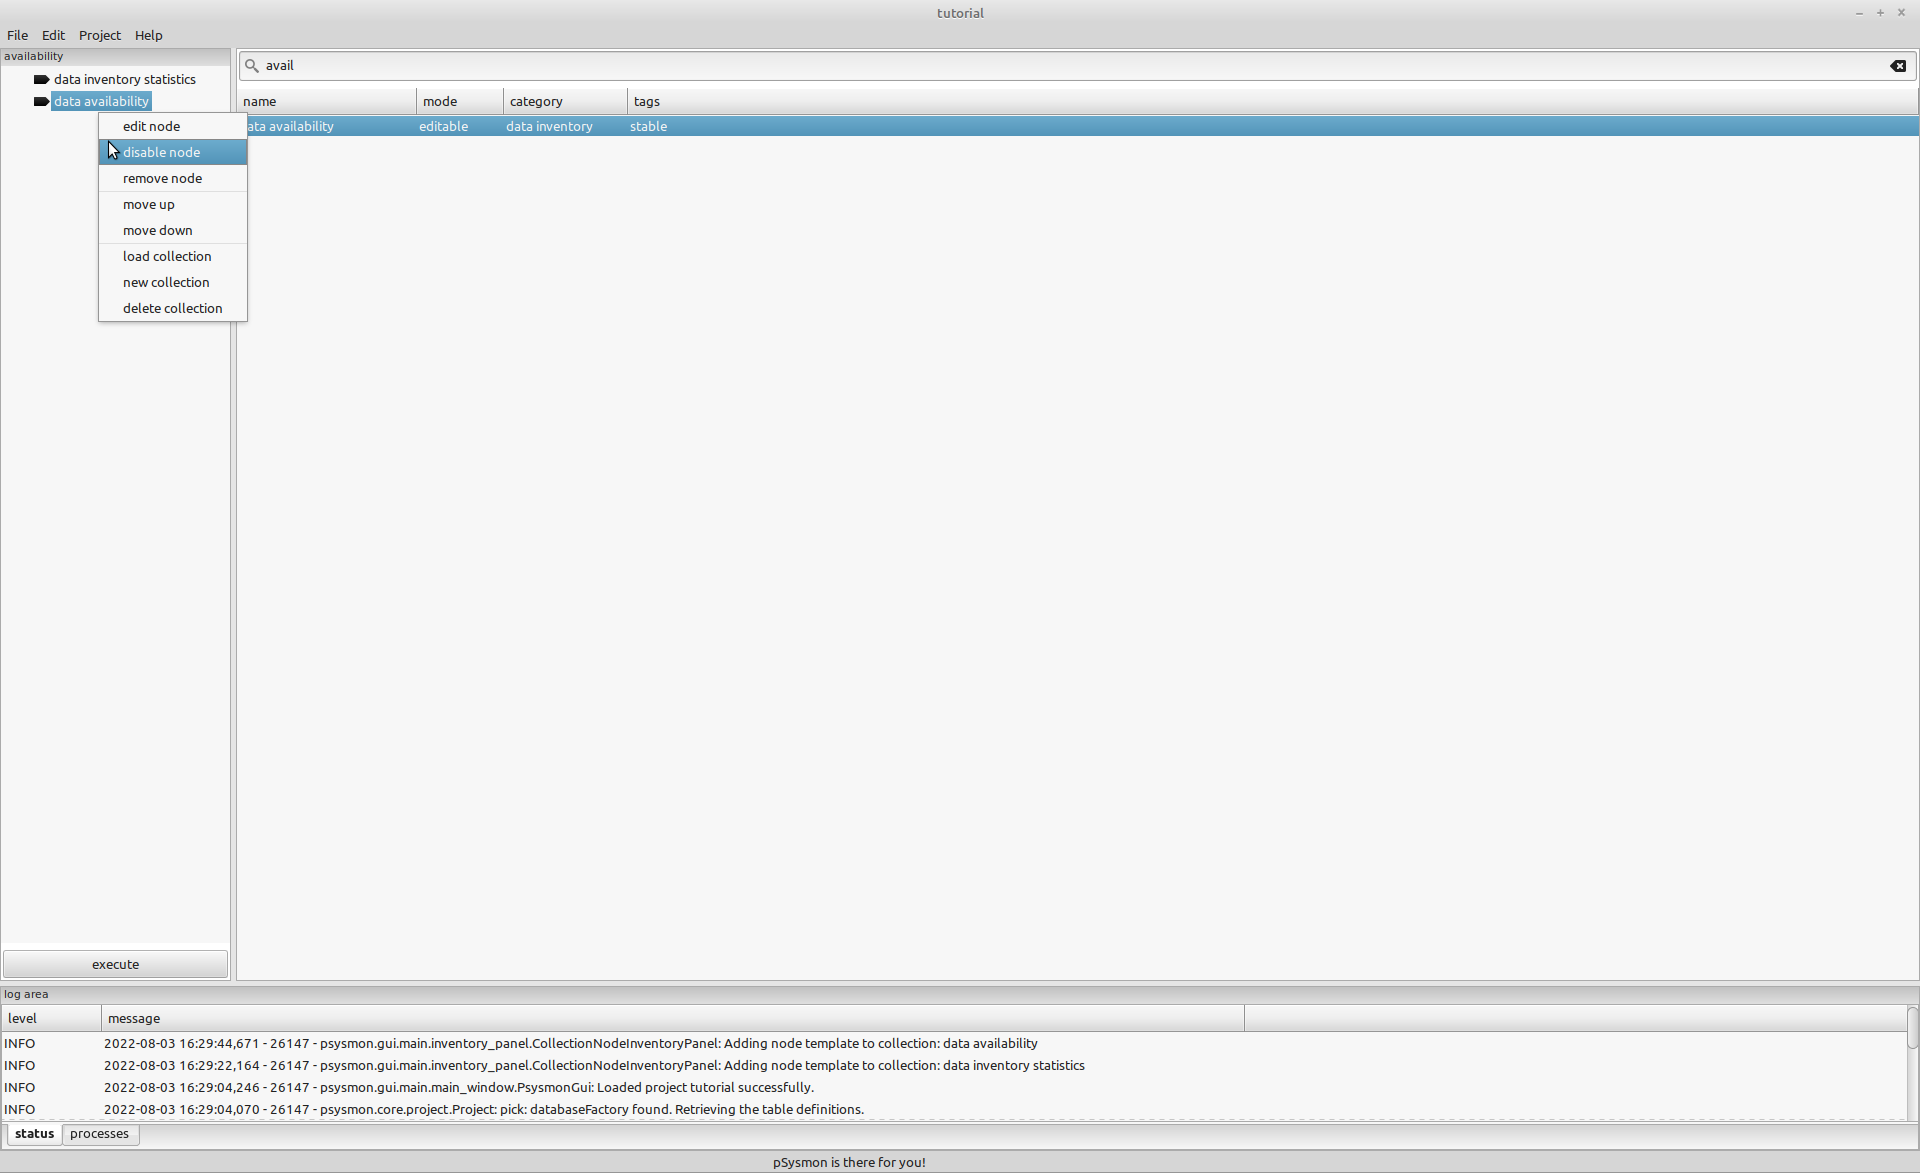 tutorial
File Edit Project Help
availability
data inventory statistics
data availability
edit node
disable node
remove node
move up
move down
load collection
new collection
delete collection
execute
avail
name mode category tags
ata availability editable data inventory stable
log area
level message
INFO 2022-08-03 16:29:44,671 - 26147 - psysmon.gui.main.inventory_panel.CollectionNodeInventoryPanel: Adding node template to collection: data availability
INFO 2022-08-03 16:29:22,164 - 26147 - psysmon.gui.main.inventory_panel.CollectionNodeInventoryPanel: Adding node template to collection: data inventory statistics
INFO 2022-08-03 16:29:04,246 - 26147 - psysmon.gui.main.main_window.PsysmonGui: Loaded project tutorial successfully.
INFO 2022-08-03 16:29:04,070 - 26147 - psysmon.core.project.Project: pick: databaseFactory found. Retrieving the table definitions.
status processes
pSysmon is there for you!